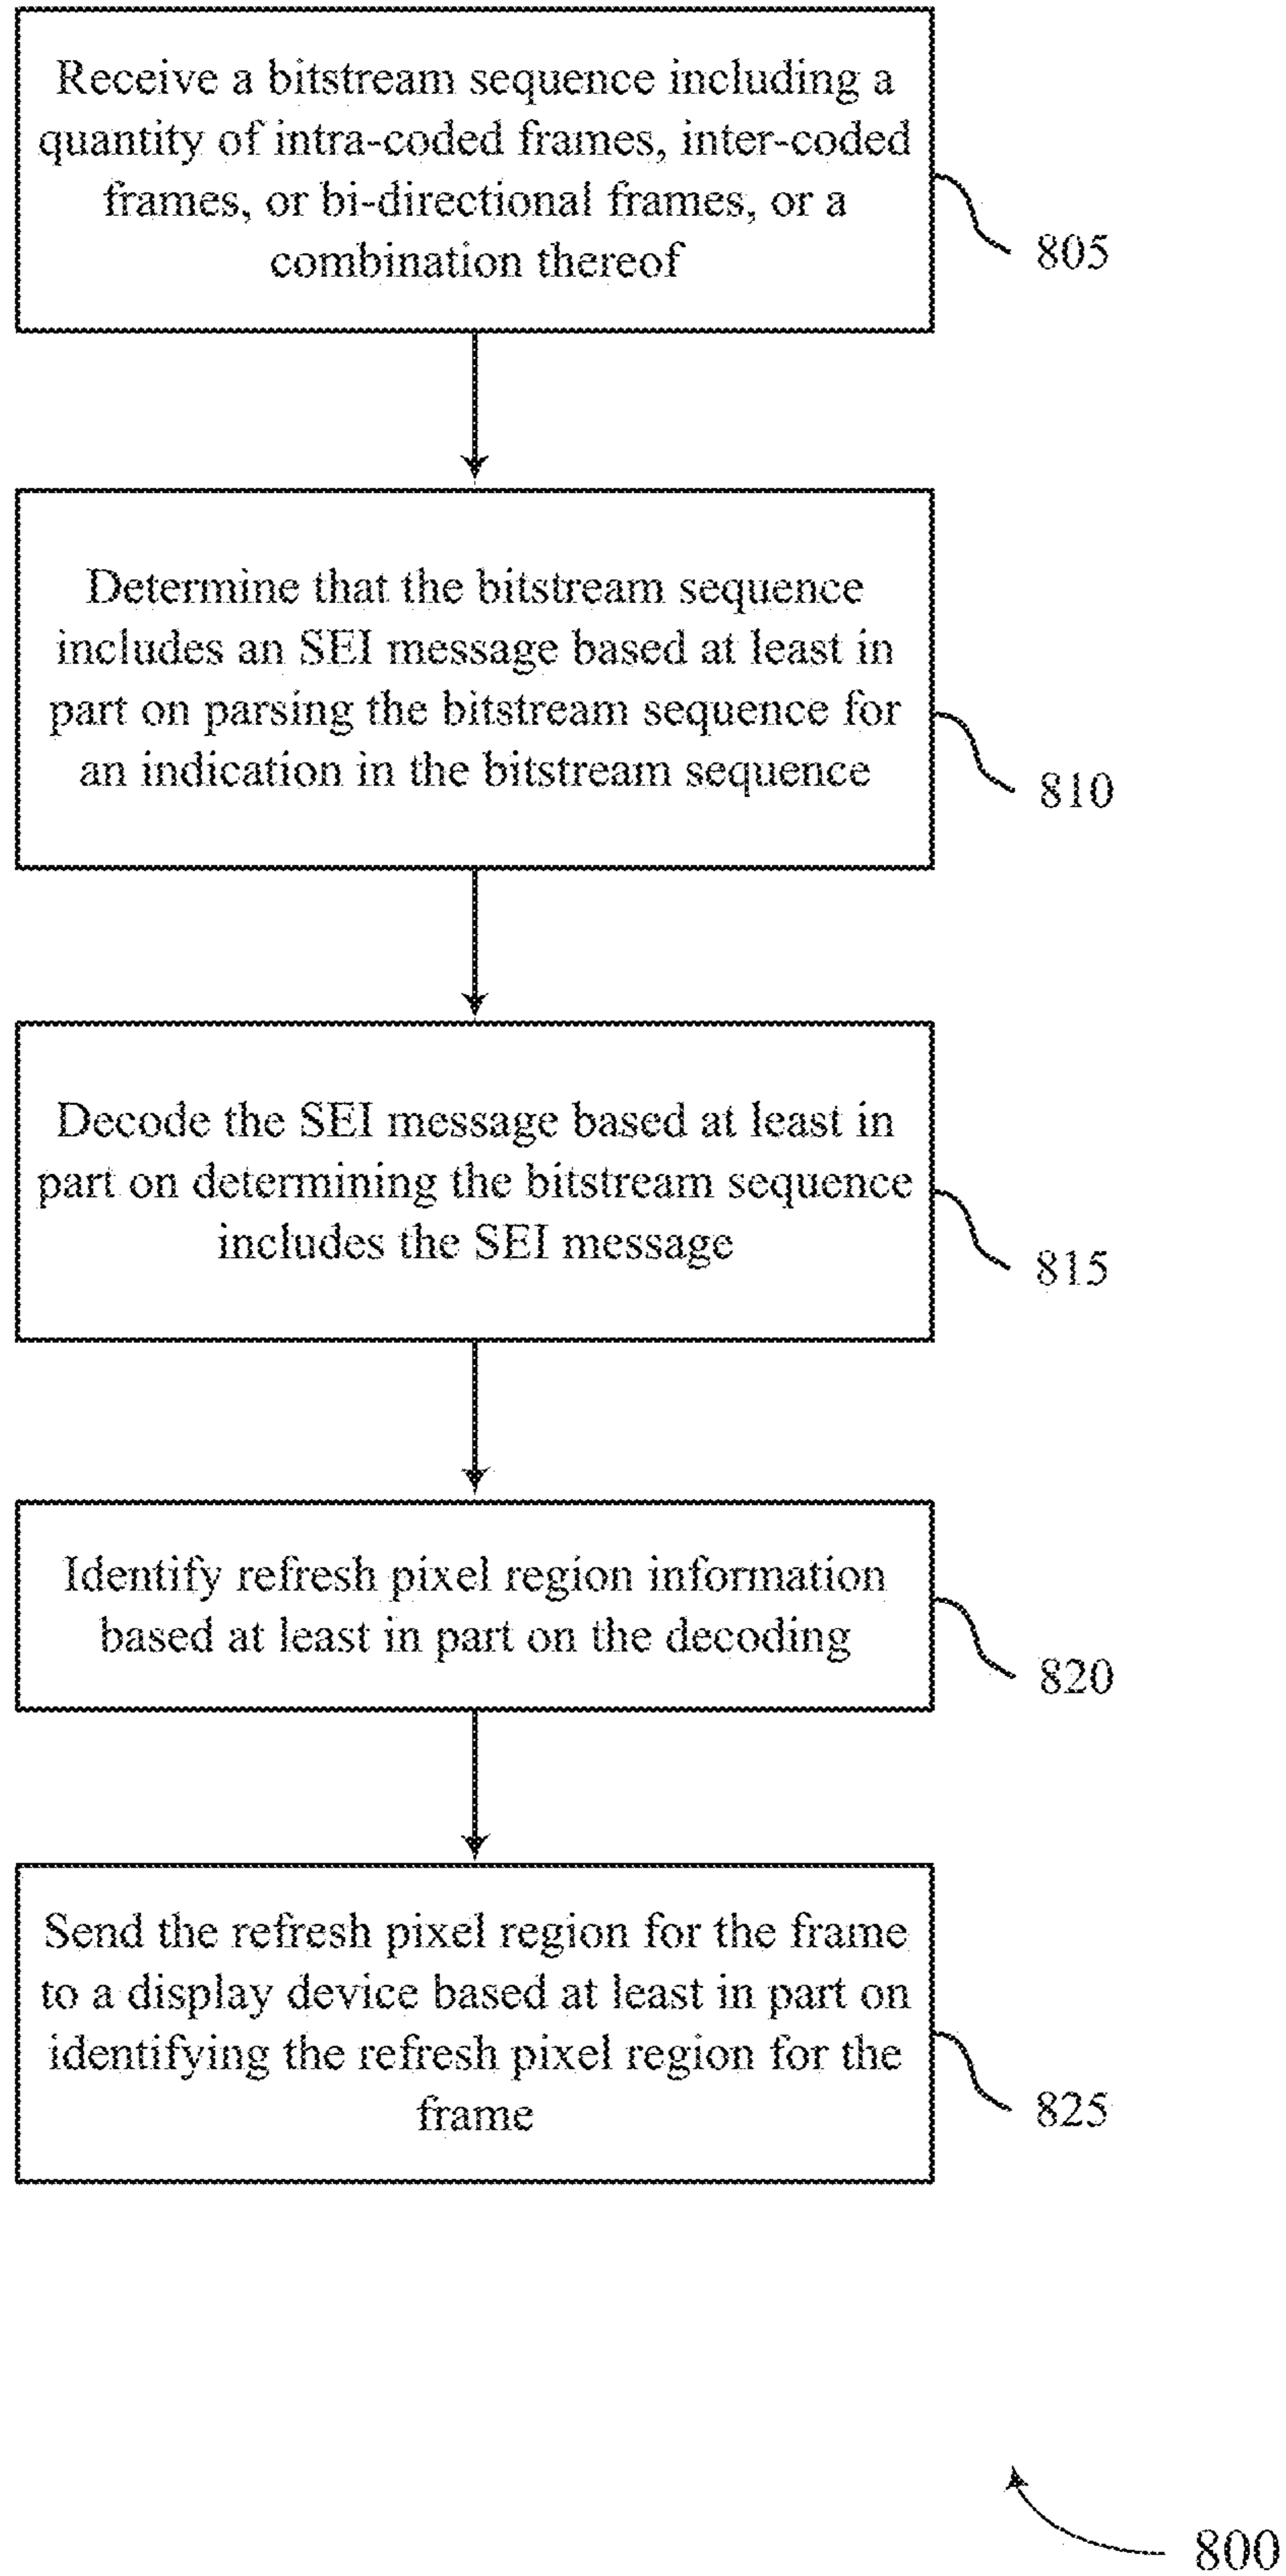 Receive a bitstream sequence including a
quantity of intra-coded frames, inter-coded
frames, or bi-directional frames, or a
combination thereof
805
Determine that the bitstream sequence
includes an SEI message based at least in
part on parsing the bitstream sequence for
an indication in the bitstream sequence
810
Decode the SEI message based at least in
part on determining the bitstream sequence
includes the SEI message
815
Identify refresh pixel region information
based at least in part on the decoding
820
Send the refresh pixel region for the frame
to a display device based at least in part on
identifying the refresh pixel region for the
frame
825
800